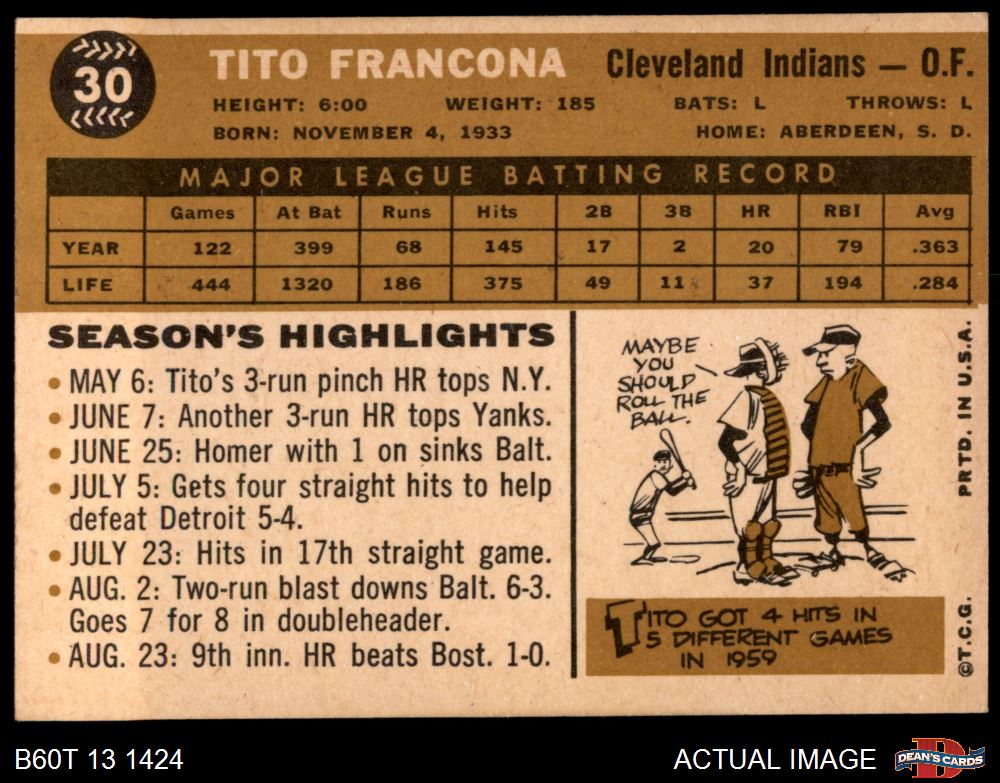 30
TITO FRANCONA Cleveland Indians — O.F.
HEIGHT: 6:00 WEIGHT: 185 BATS: L THROWS: L
BORN: NOVEMBER 4, 1933 HOME: ABERDEEN, S. D.
MAJOR LEAGUE BATTING RECORD
Games At Bat Runs Hits 2B 3B HR RBI Avg
YEAR 122 399 68 145 17 2 20 79 .363
LIFE 444 1320 186 375 49 11 37 194 .284
SEASON'S HIGHLIGHTS
• MAY 6: Tito's 3-run pinch HR tops N.Y.
• JUNE 7: Another 3-run HR tops Yanks.
• JUNE 25: Homer with 1 on sinks Balt.
• JULY 5: Gets four straight hits to help
defeat Detroit 5-4.
• JULY 23: Hits in 17th straight game.
• AUG. 2: Two-run blast downs Balt. 6-3.
Goes 7 for 8 in doubleheader.
• AUG. 23: 9th inn. HR beats Bost. 1-0.
MAYBE
YOU
SHOULD
ROLL THE
BALL.
TITO GOT 4 HITS IN
5 DIFFERENT GAMES
IN 1959
PRTD. IN U.S.A.
©T.C.G.
B60T 13 1424
ACTUAL IMAGE
DEAN'S CARDS